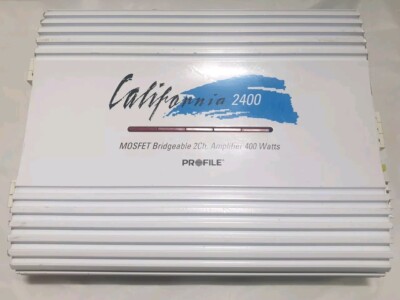 California 2400
MOSFET Bridgeable 2Ch. Amplifier 400 Watts
PROFILE